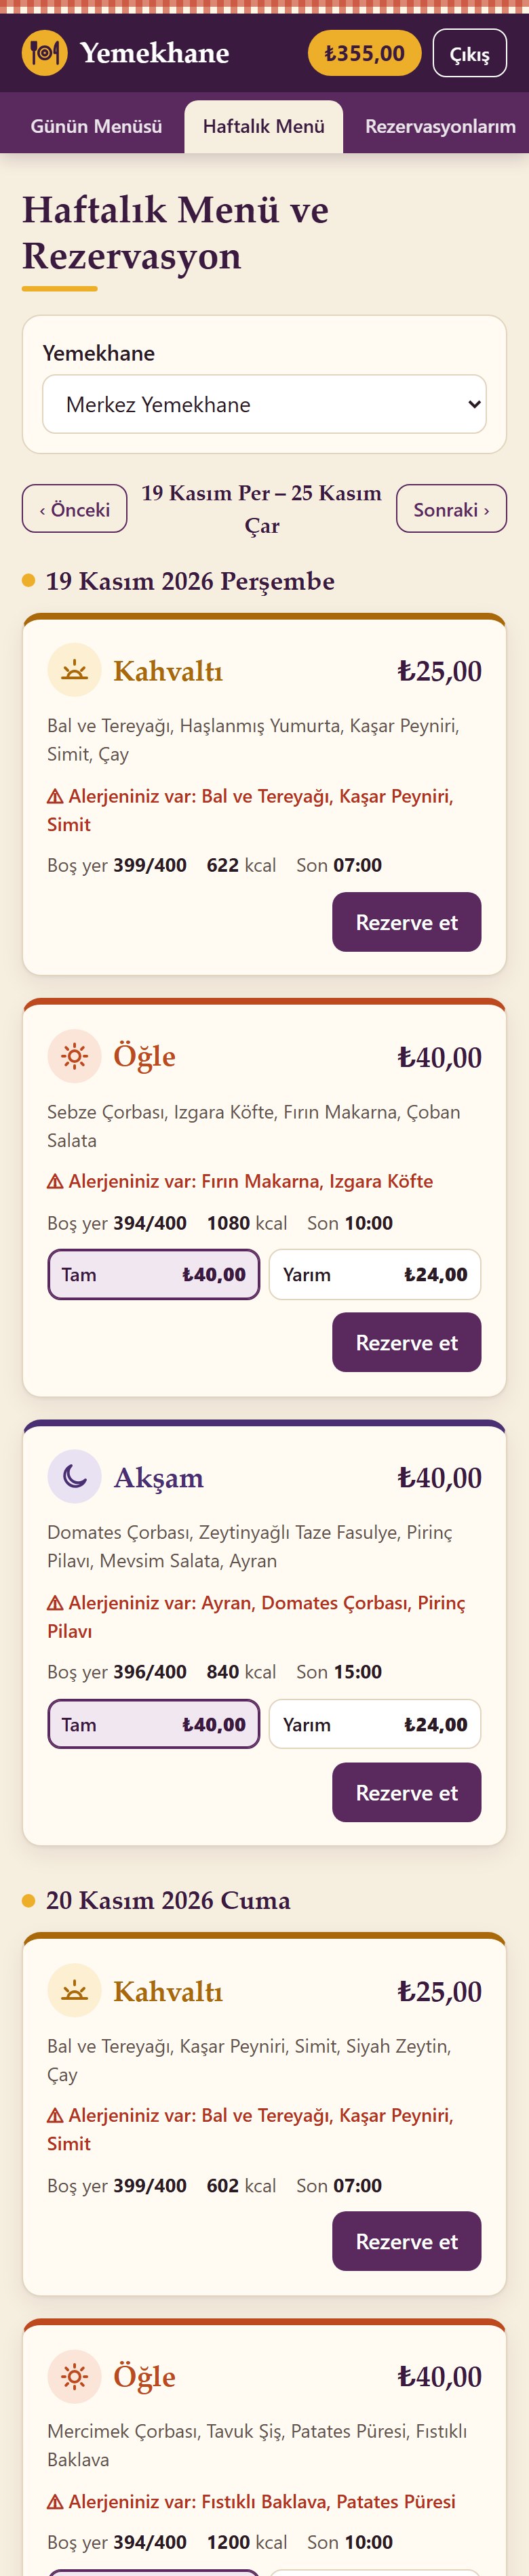 Yemekhane
₺355,00
Çıkış
Günün Menüsü
Haftalık Menü
Rezervasyonlarım
Haftalık Menü ve
Rezervasyon
Yemekhane
Merkez Yemekhane
‹ Önceki
19 Kasım Per – 25 Kasım
Çar
Sonraki ›
19 Kasım 2026 Perşembe
Kahvaltı
₺25,00
Bal ve Tereyağı, Haşlanmış Yumurta, Kaşar Peyniri,
Simit, Çay
⚠ Alerjeniniz var: Bal ve Tereyağı, Kaşar Peyniri,
Simit
Boş yer 399/400 622 kcal Son 07:00
Rezerve et
Öğle
₺40,00
Sebze Çorbası, Izgara Köfte, Fırın Makarna, Çoban
Salata
⚠ Alerjeniniz var: Fırın Makarna, Izgara Köfte
Boş yer 394/400 1080 kcal Son 10:00
Tam ₺40,00
Yarım ₺24,00
Rezerve et
Akşam
₺40,00
Domates Çorbası, Zeytinyağlı Taze Fasulye, Pirinç
Pilavı, Mevsim Salata, Ayran
⚠ Alerjeniniz var: Ayran, Domates Çorbası, Pirinç
Pilavı
Boş yer 396/400 840 kcal Son 15:00
Tam ₺40,00
Yarım ₺24,00
Rezerve et
20 Kasım 2026 Cuma
Kahvaltı
₺25,00
Bal ve Tereyağı, Kaşar Peyniri, Simit, Siyah Zeytin,
Çay
⚠ Alerjeniniz var: Bal ve Tereyağı, Kaşar Peyniri,
Simit
Boş yer 399/400 602 kcal Son 07:00
Rezerve et
Öğle
₺40,00
Mercimek Çorbası, Tavuk Şiş, Patates Püresi, Fıstıklı
Baklava
⚠ Alerjeniniz var: Fıstıklı Baklava, Patates Püresi
Boş yer 394/400 1200 kcal Son 10:00